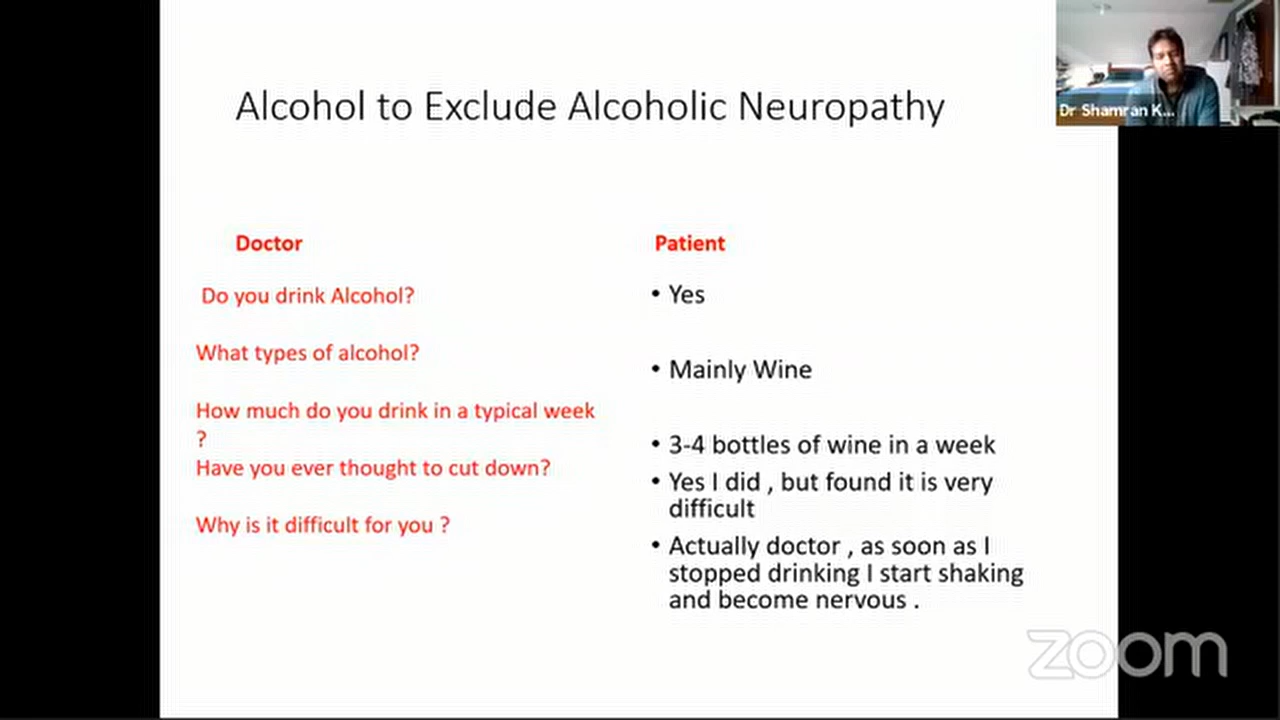 Alcohol to Exclude Alcoholic Neuropathy
Dr Shamran K...
Doctor
Do you drink Alcohol?
What types of alcohol?
How much do you drink in a typical week
?
Have you ever thought to cut down?
Why is it difficult for you ?
Patient
• Yes
• Mainly Wine
• 3-4 bottles of wine in a week
• Yes I did , but found it is very
difficult
• Actually doctor , as soon as I
stopped drinking I start shaking
and become nervous .
zoom